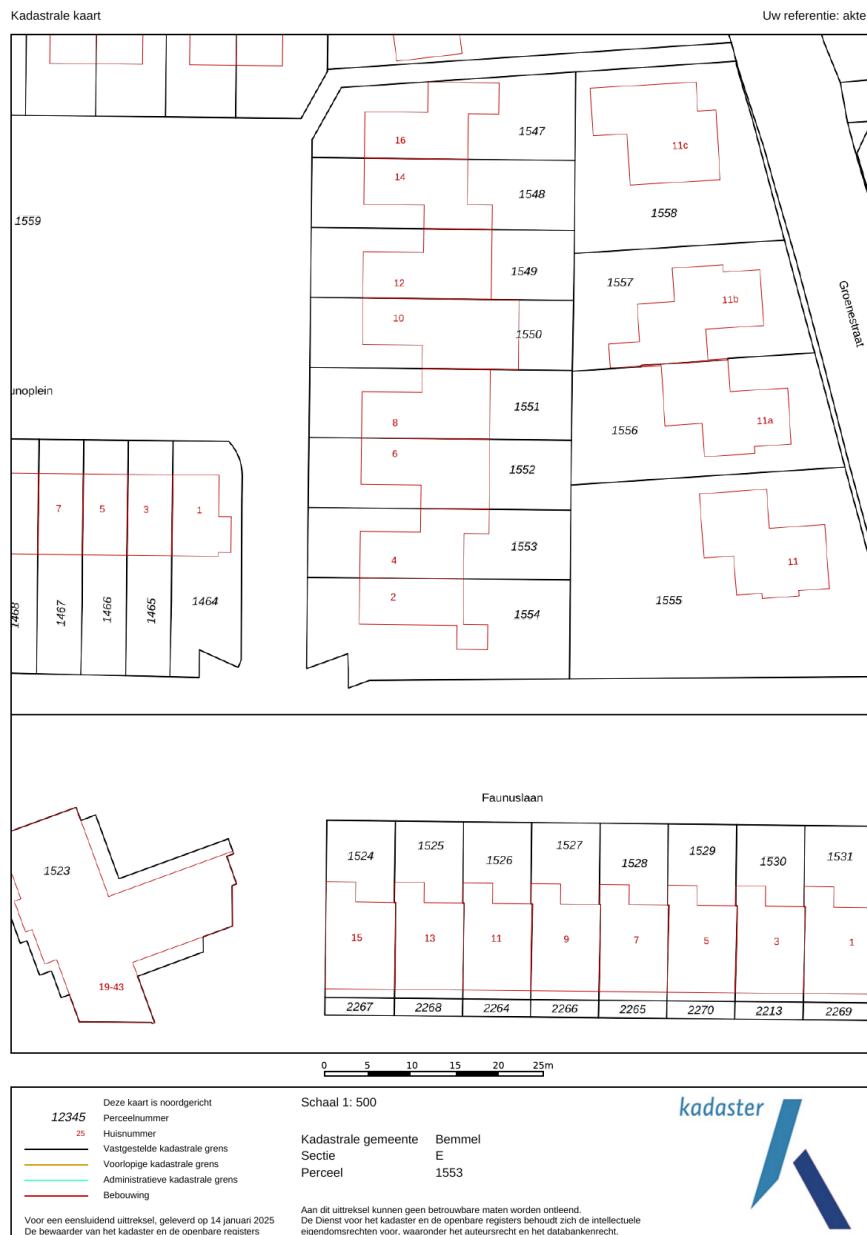 Kadastrale kaart
Uw referentie: akte
1547
16
11c
14
1548
1558
1559
1549
1557
12
11b
Groenestraat
10
1550
unoplein
1551
8
11a
1556
6
1552
7
5
3
1
1553
4
11
2
1468
1467
1466
1465
1464
1554
1555
Faunuslaan
1523
1524
1525
1526
1527
1528
1529
1530
1531
15
13
11
9
7
5
3
1
19-43
2267
2268
2264
2266
2265
2270
2213
2269
0 5 10 15 20 25m
Deze kaart is noordgericht
12345 Perceelnummer
25 Huisnummer
Vastgestelde kadastrale grens
Voorlopige kadastrale grens
Administratieve kadastrale grens
Bebouwing
Voor een eensluidend uittreksel, geleverd op 14 januari 2025
De bewaarder van het kadaster en de openbare registers
Schaal 1: 500
Kadastrale gemeente Bemmel
Sectie E
Perceel 1553
Aan dit uittreksel kunnen geen betrouwbare maten worden ontleend.
De Dienst voor het kadaster en de openbare registers behoudt zich de intellectuele
eigendomsrechten voor, waaronder het auteursrecht en het databankenrecht.
kadaster